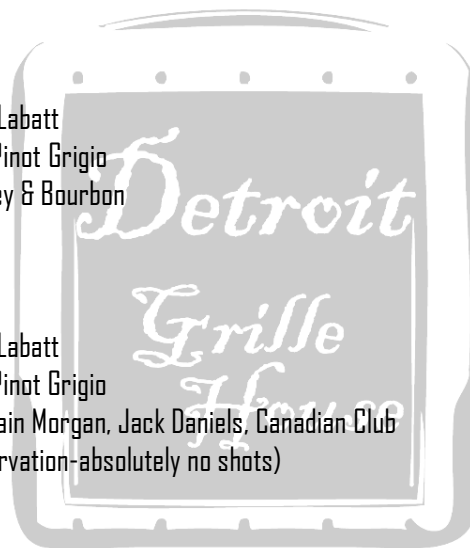 Labatt
Pinot Grigio
ey & Bourbon
Detroit
Grille
House
Labatt
Pinot Grigio
ain Morgan, Jack Daniels, Canadian Club
rvation-absolutely no shots)